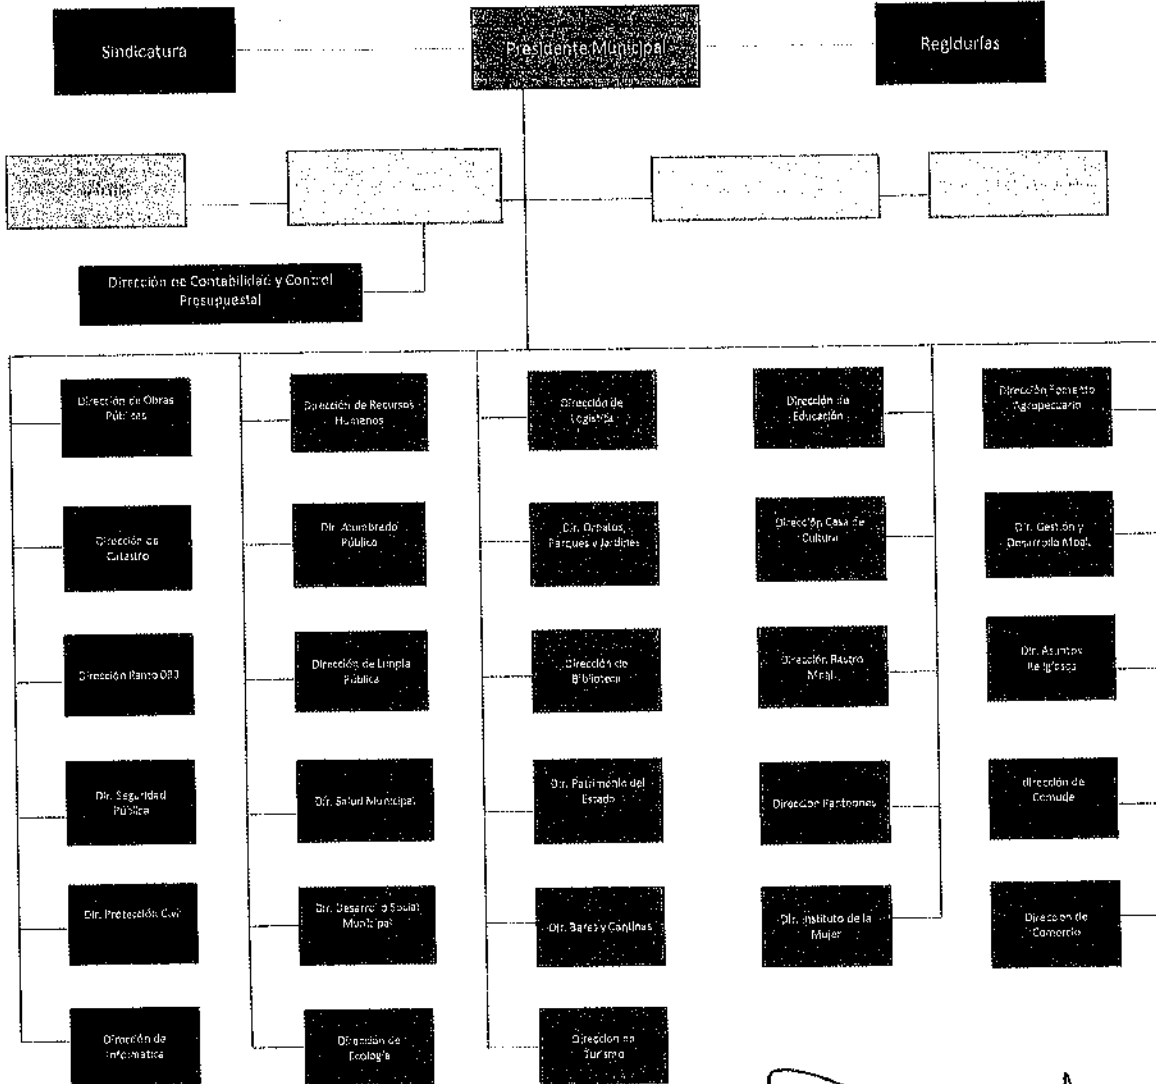 Sindicatura
Presidente Municipal
Regidurías
Dirección de Contabilidad y Control
Presupuestal
Dirección de Obras
Públicas
Dirección de Recursos
Humanos
Dirección de
Logística
Dirección de
Educación
Dirección Fomento
Agropecuario
Dirección de
Catastro
Dir. Alumbrado
Público
Dir. Ornatos,
Parques y Jardines
Dirección Casa de
Cultura
Dir. Gestión y
Desarrollo Mpal.
Dirección Ramo 033
Dirección de Limpia
Pública
Dirección de
Biblioteca
Dirección Rastro
Mpal.
Dir. Asuntos
Religiosos
Dir. Seguridad
Pública
Dir. Salud Municipal
Dir. Patrimonio del
Estado
Dirección Panteones
dirección de
Comude
Dir. Protección Civil
Dir. Desarrollo Social
Municipal
Dir. Bares y Cantinas
Dir. Instituto de la
Mujer
Dirección de
Comercio
Dirección de
Informática
Dirección de
Ecología
Dirección de
Turismo